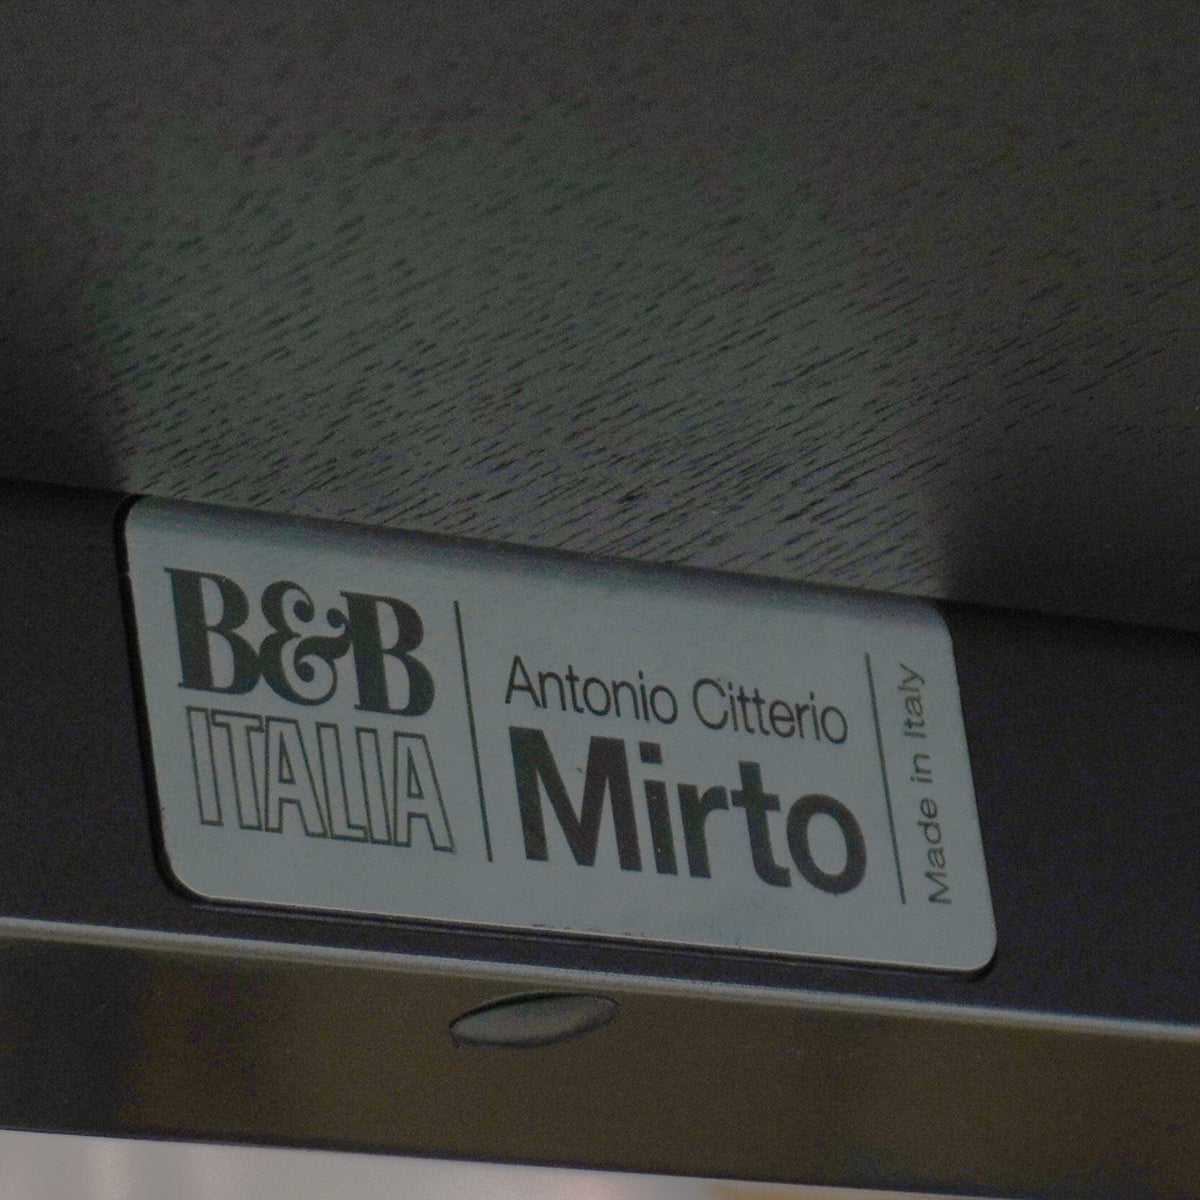 B&B
ITALIA
Antonio Citterio
Mirto
Made in Italy